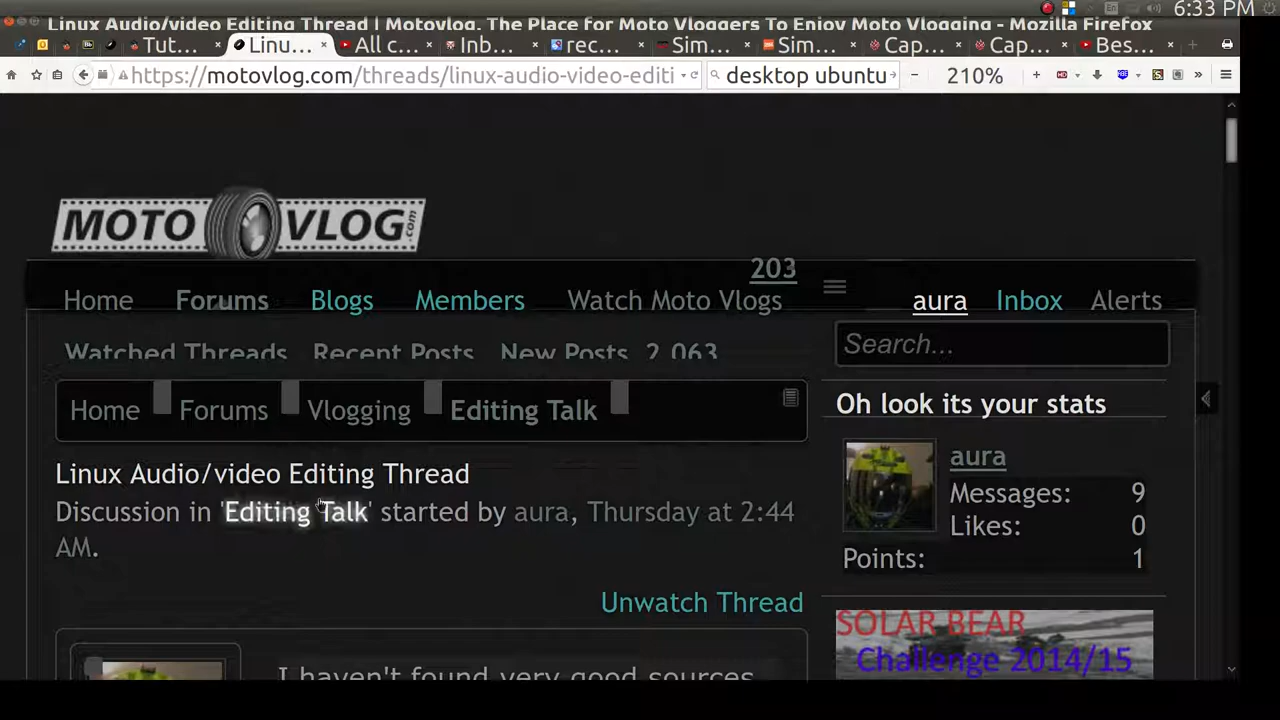 6:33 PM
Linux Audio/video Editing Thread | Motovlog, The Place For Moto Vloggers To Enjoy Moto Vlogging - Mozilla Firefox
Tut... × Linu... × All c... × Inb... × rec... × Sim... × Sim... × Cap... × Cap... × Bes... ×
https://motovlog.com/threads/linux-audio-video-editi desktop ubuntu 210%
MOTO VLOG.com
203
Home Forums Blogs Members Watch Moto Vlogs aura Inbox Alerts
Watched Threads Recent Posts New Posts 2,063
Search...
Home Forums Vlogging Editing Talk
Oh look its your stats
Linux Audio/video Editing Thread
Discussion in 'Editing Talk' started by aura, Thursday at 2:44
AM.
aura
Messages: 9
Likes: 0
Points: 1
Unwatch Thread
SOLAR BEAR
Challenge 2014/15
I haven't found very good sources